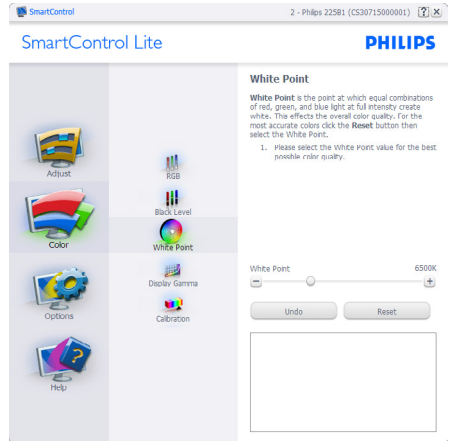 SmartControl
2 - Philips 225B1 (CS30715000001)
?
×
SmartControl Lite
PHILIPS
Adjust
Color
Options
Help
RGB
Black Level
White Point
Display Gamma
Calibration
White Point
White Point is the point at which equal combinations
of red, green, and blue light at full intensity create
white. This effects the overall color quality. For the
most accurate colors click the Reset button then
select the White Point.
1. Please select the White Point value for the best
possible color quality.
White Point
6500K
−
+
Undo
Reset